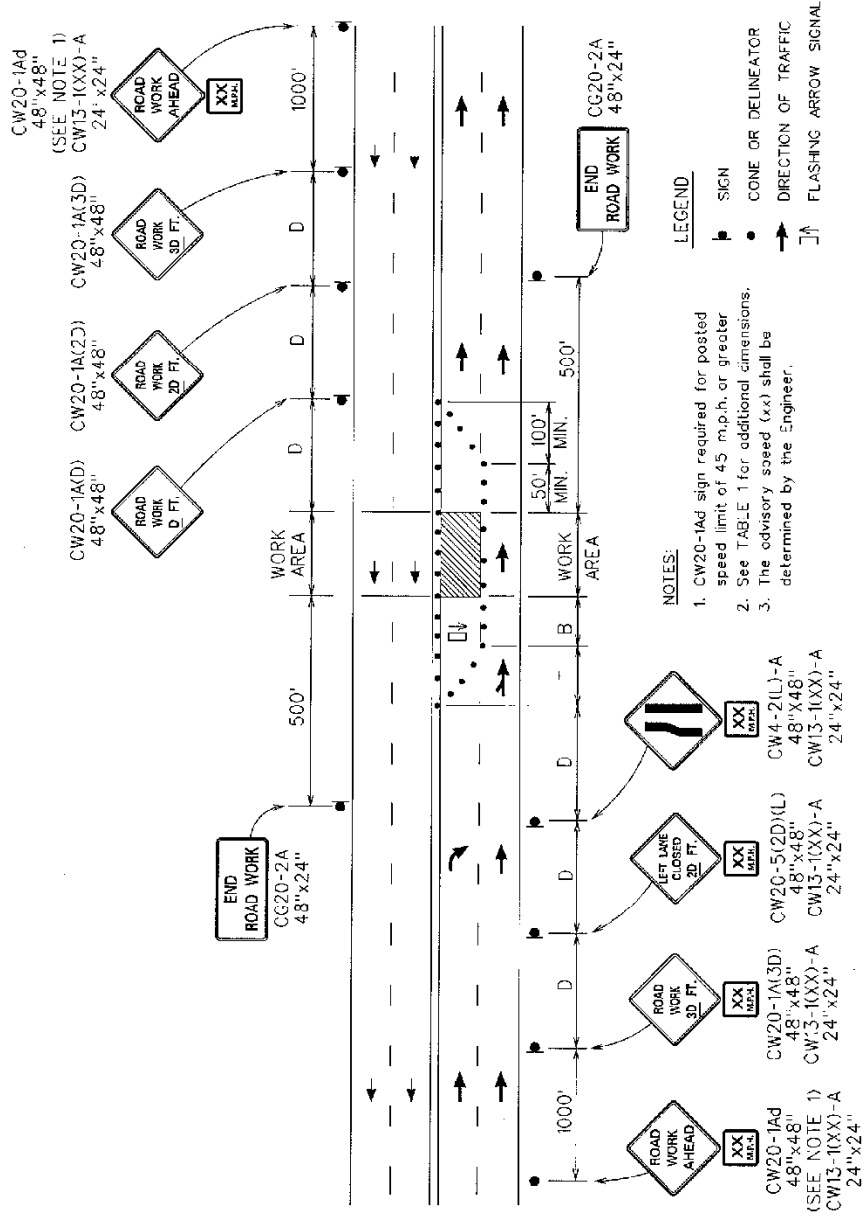 CW20-1Ad
48"x48"
(SEE NOTE 1)
CW13-1(XX)-A
24"x24"
ROAD
WORK
AHEAD
XX
M.P.H.
CW20-1A(3D)
48"x48"
ROAD
WORK
3D FT.
CW20-1A(2D)
48"x48"
ROAD
WORK
2D FT.
CW20-1A(D)
48"x48"
ROAD
WORK
D FT.
END
ROAD WORK
CG20-2A
48"x24"
500'
WORK
AREA
D
D
D
1000'
1000'
D
D
D
B
WORK
AREA
50'
MIN.
100'
MIN.
500'
END
ROAD WORK
CG20-2A
48"x24"
ROAD
WORK
AHEAD
XX
M.P.H.
CW20-1Ad
48"x48"
(SEE NOTE 1)
CW13-1(XX)-A
24"x24"
ROAD
WORK
3D FT.
XX
M.P.H.
CW20-1A(3D)
48"x48"
CW13-1(XX)-A
24"x24"
LEFT LANE
CLOSED
2D FT.
XX
M.P.H.
CW20-5(2D)(L)
48"x48"
CW13-1(XX)-A
24"x24"
XX
M.P.H.
CW4-2(L)-A
48"X48"
CW13-1(XX)-A
24"x24"
NOTES:
1. CW20-1Ad sign required for posted
speed limit of 45 m.p.h. or greater
2. See TABLE 1 for additional dimensions.
3. The advisory speed (xx) shall be
determined by the Engineer.
LEGEND
SIGN
CONE OR DELINEATOR
DIRECTION OF TRAFFIC
FLASHING ARROW SIGNAL